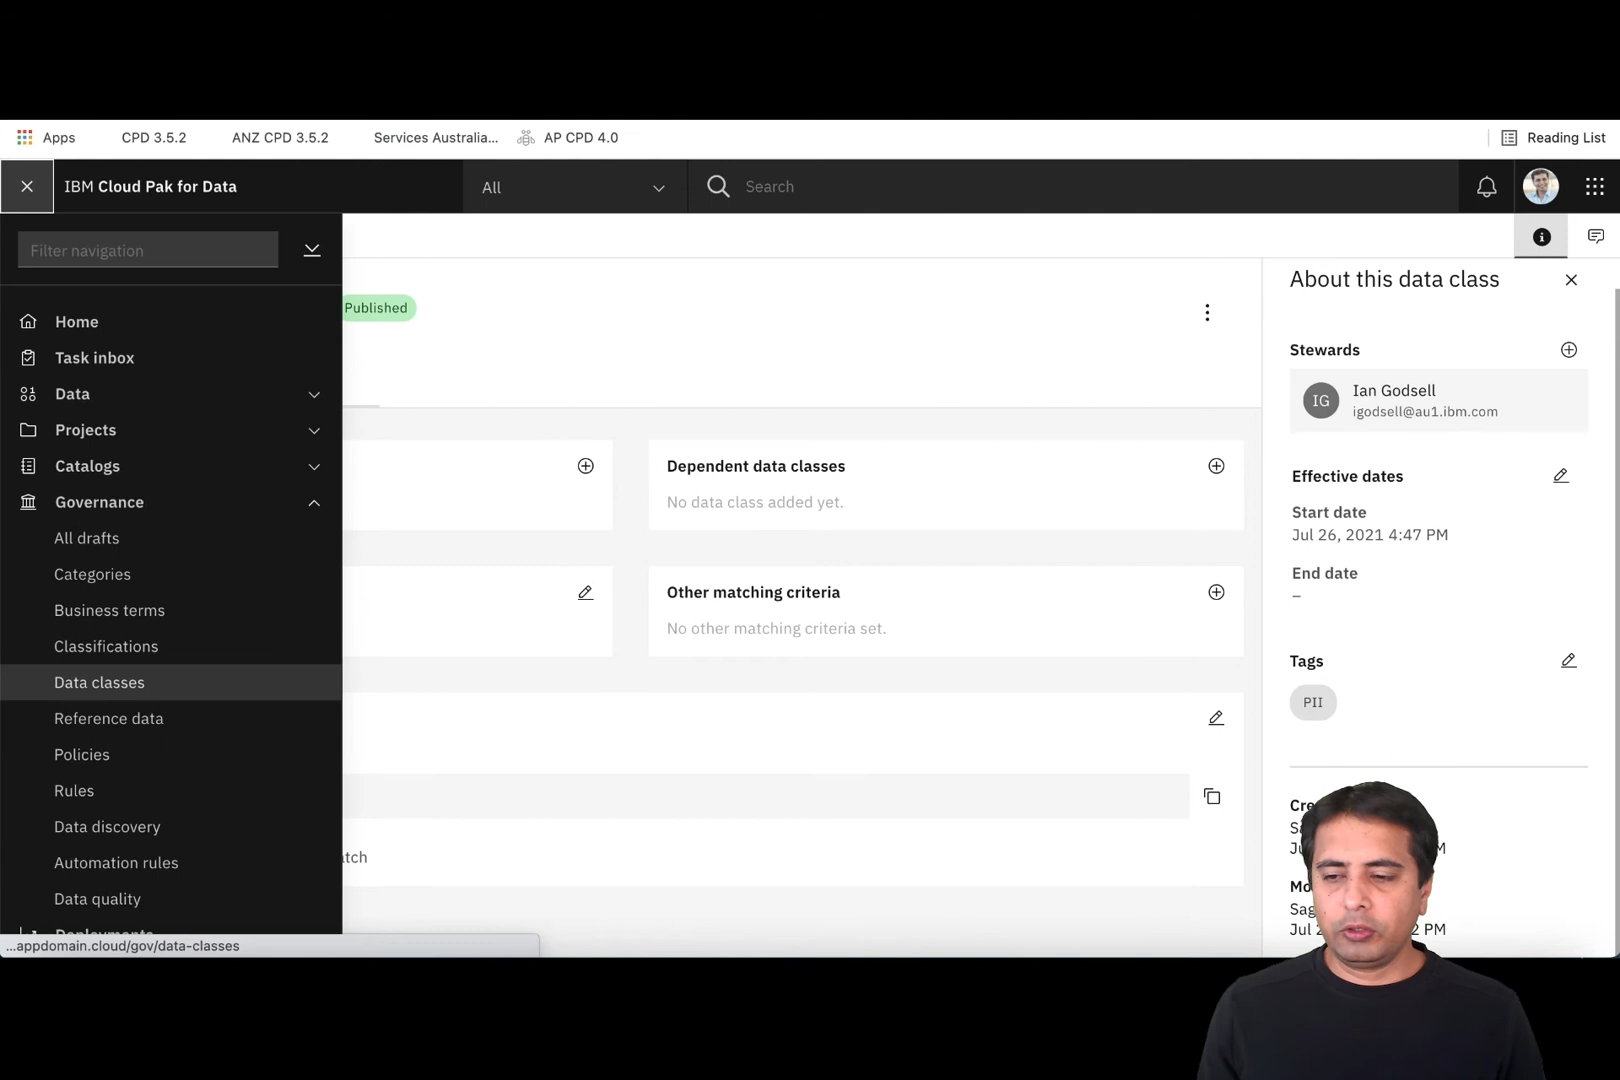 Apps CPD 3.5.2 ANZ CPD 3.5.2 Services Australia... AP CPD 4.0 Reading List
IBM Cloud Pak for Data All Search
Filter navigation
Home
Task inbox
Data
Projects
Catalogs
Governance
All drafts
Categories
Business terms
Classifications
Data classes
Reference data
Policies
Rules
Data discovery
Automation rules
Data quality
Deployments
...appdomain.cloud/gov/data-classes
Published
Dependent data classes
No data class added yet.
Other matching criteria
No other matching criteria set.
About this data class
Stewards
IG
Ian Godsell
igodsell@au1.ibm.com
Effective dates
Start date
Jul 26, 2021 4:47 PM
End date
–
Tags
PII